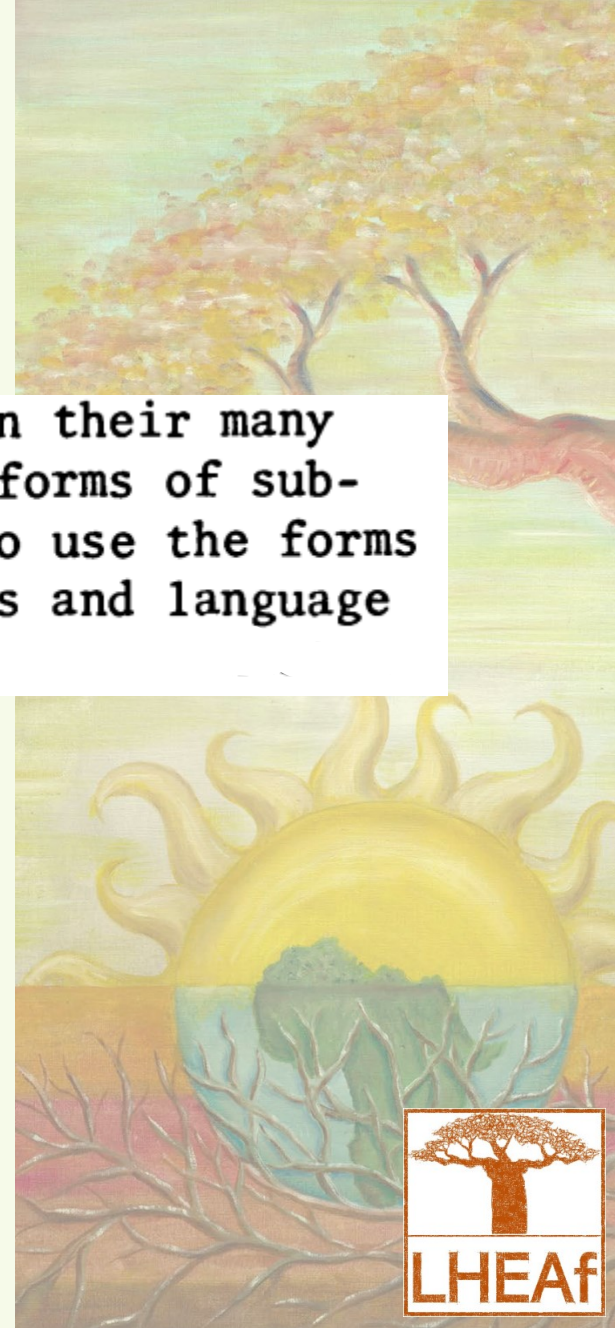 n their many
forms of sub-
o use the forms
s and language
LHEAf